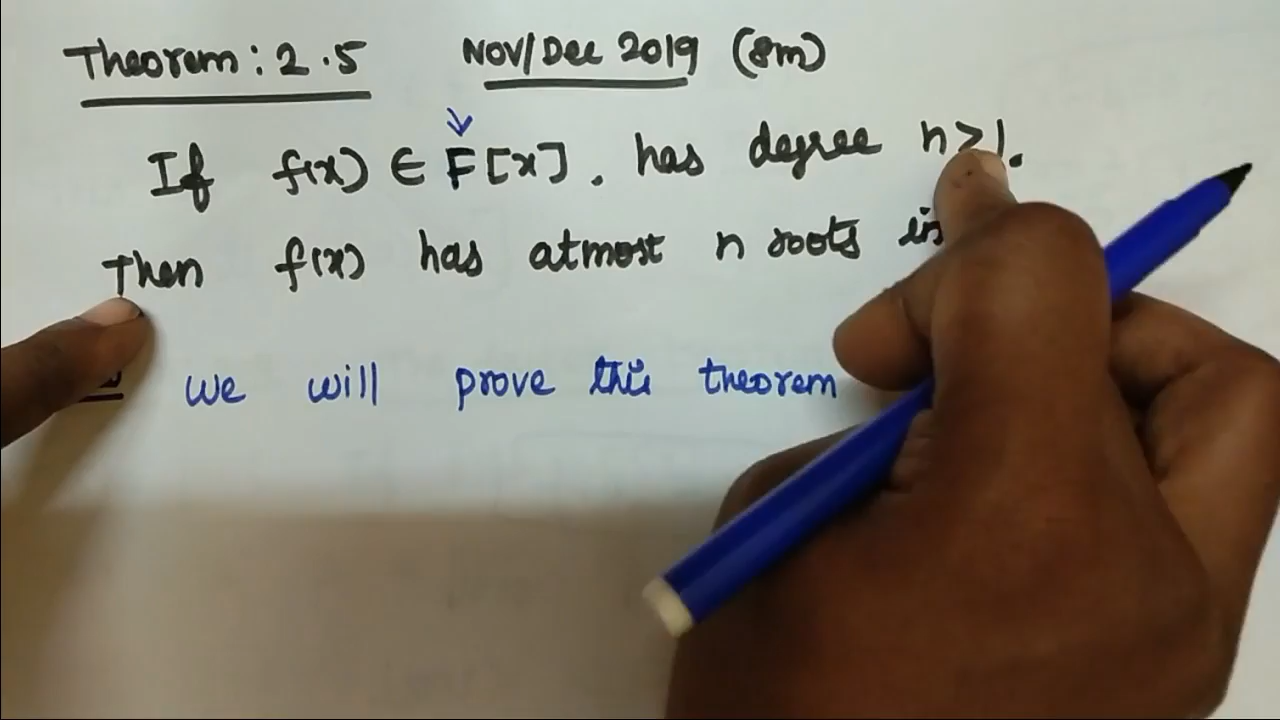 Theorem: 2.5 NOV/Dec 2019 (8m)
If f(x) ∈ F[x]. has degree n>1.
Then f(x) has atmost n roots in
we will prove this theorem